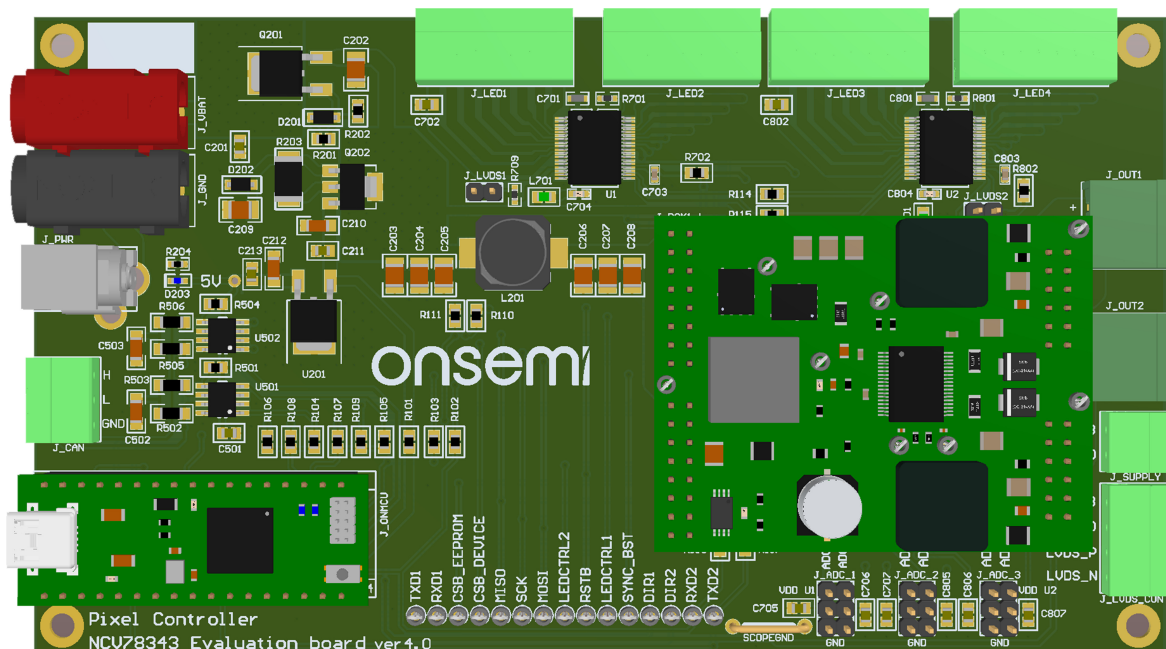 Q201
C202
J_LED1
J_LED2
J_LED3
J_LED4
J_VBAT
C702
C701
R701
C802
C801
R801
D201
R202
R201
C201
R203
Q202
D202
J_GND
C209
C210
C211
J_LVDS1
R709
L701
C704
U1
C703
R702
R114
R115
C804
U2
C803
R802
J_LVDS2
J_OUT1
+
J_PWR
R204
D203
5V
C213
C212
C203
C204
C205
L201
C206
C207
C208
R111
R110
R504
R506
U502
C503
R505
R501
R503
U501
R502
C502
C501
U201
onsemi
J_OUT2
H
L
GND
J_CAN
R106
R108
R104
R107
R109
R105
R101
R103
R102
J_SUPPLY
J_ONMCU
TXD1
RXD1
CSB_EEPROM
CSB_DEVICE
MISO
SCK
MOSI
LEDCTRL2
RSTB
LEDCTRL1
SYNC_BST
DIR1
DIR2
RXD2
TXD2
LVDS_P
LVDS_N
J_LVDS_CON
J_ADC_1
J_ADC_2
J_ADC_3
VDD U1
VDD U2
C705
C706
C707
C805
C806
C807
SCOPEGND
GND
GND
GND
Pixel Controller
NCV78343 Evaluation board ver4.0